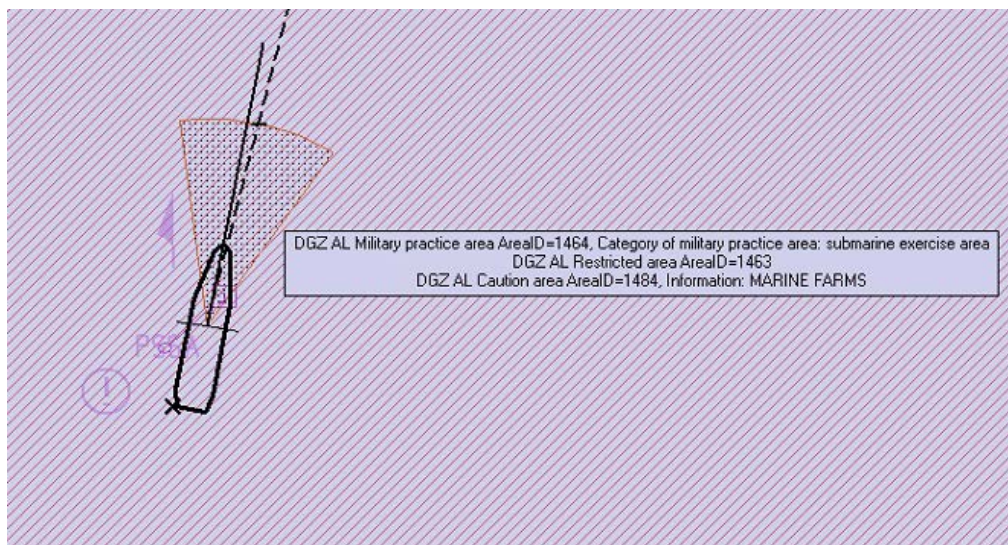 DGZ AL Military practice area AreaID=1464, Category of military practice area: submarine exercise area
DGZ AL Restricted area AreaID=1463
DGZ AL Caution area AreaID=1484, Information: MARINE FARMS
PSSA
!